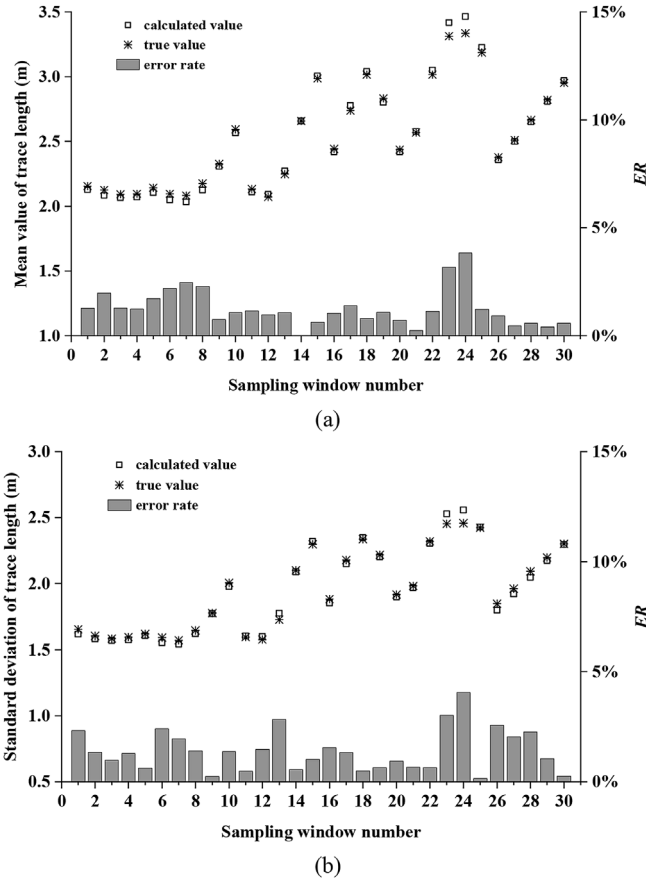 3.5
15%
calculated value
true value
error rate
3.0
10%
2.5
Mean value of trace length (m)
ER
2.0
5%
1.5
1.0
0%
0 2 4 6 8 10 12 14 16 18 20 22 24 26 28 30
Sampling window number
(a)
3.0
15%
calculated value
true value
error rate
2.5
10%
2.0
Standard deviation of trace length (m)
ER
1.5
5%
1.0
0.5
0%
0 2 4 6 8 10 12 14 16 18 20 22 24 26 28 30
Sampling window number
(b)